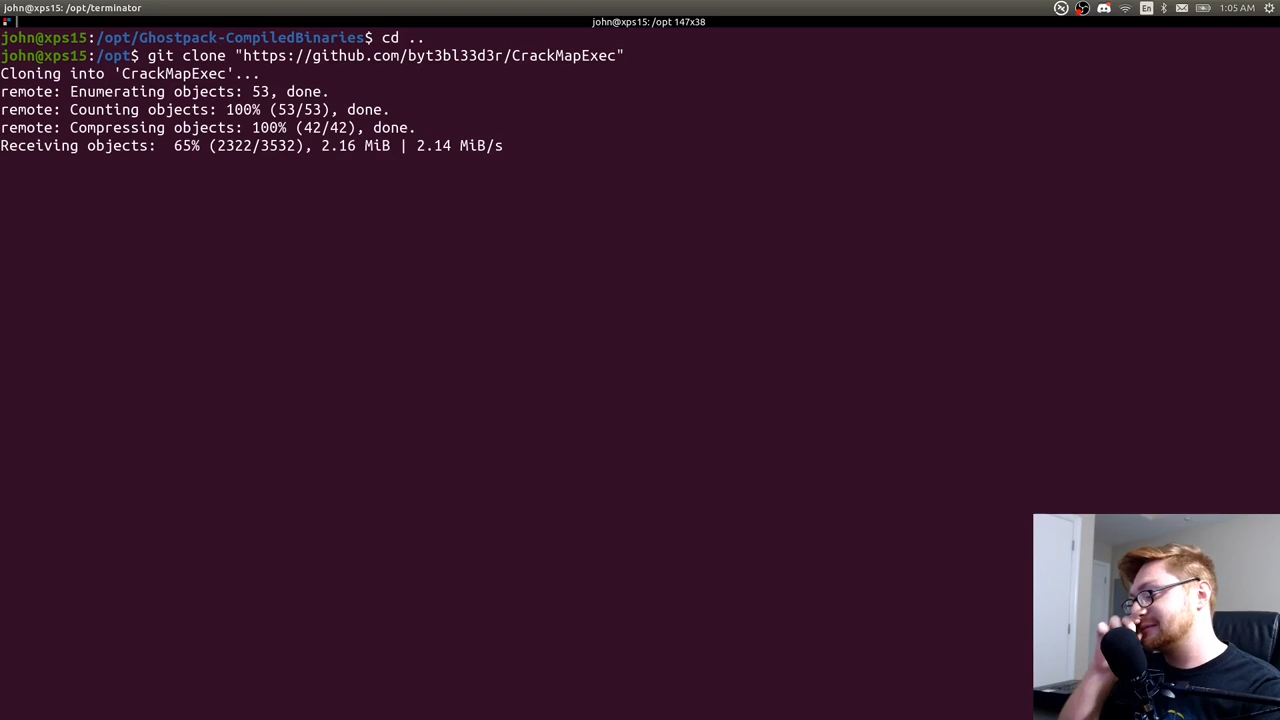 john@xps15: /opt/terminator
En
1:05 AM
john@xps15: /opt 147x38
john@xps15:/opt/Ghostpack-CompiledBinaries$ cd ..
john@xps15:/opt$ git clone "https://github.com/byt3bl33d3r/CrackMapExec"
Cloning into 'CrackMapExec'...
remote: Enumerating objects: 53, done.
remote: Counting objects: 100% (53/53), done.
remote: Compressing objects: 100% (42/42), done.
Receiving objects:  65% (2322/3532), 2.16 MiB | 2.14 MiB/s